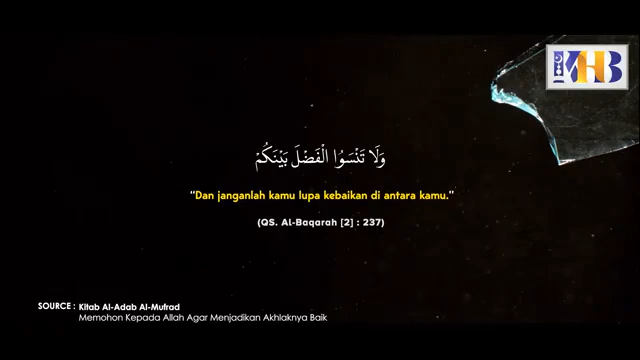 MHB
وَلَا تَنْسَوُا الْفَضْلَ بَيْنَكُمْ
“Dan janganlah kamu lupa kebaikan di antara kamu.”
(QS. Al-Baqarah [2] : 237)
SOURCE : Kitab Al-Adab Al-Mufrad
Memohon Kepada Allah Agar Menjadikan Akhlaknya Baik